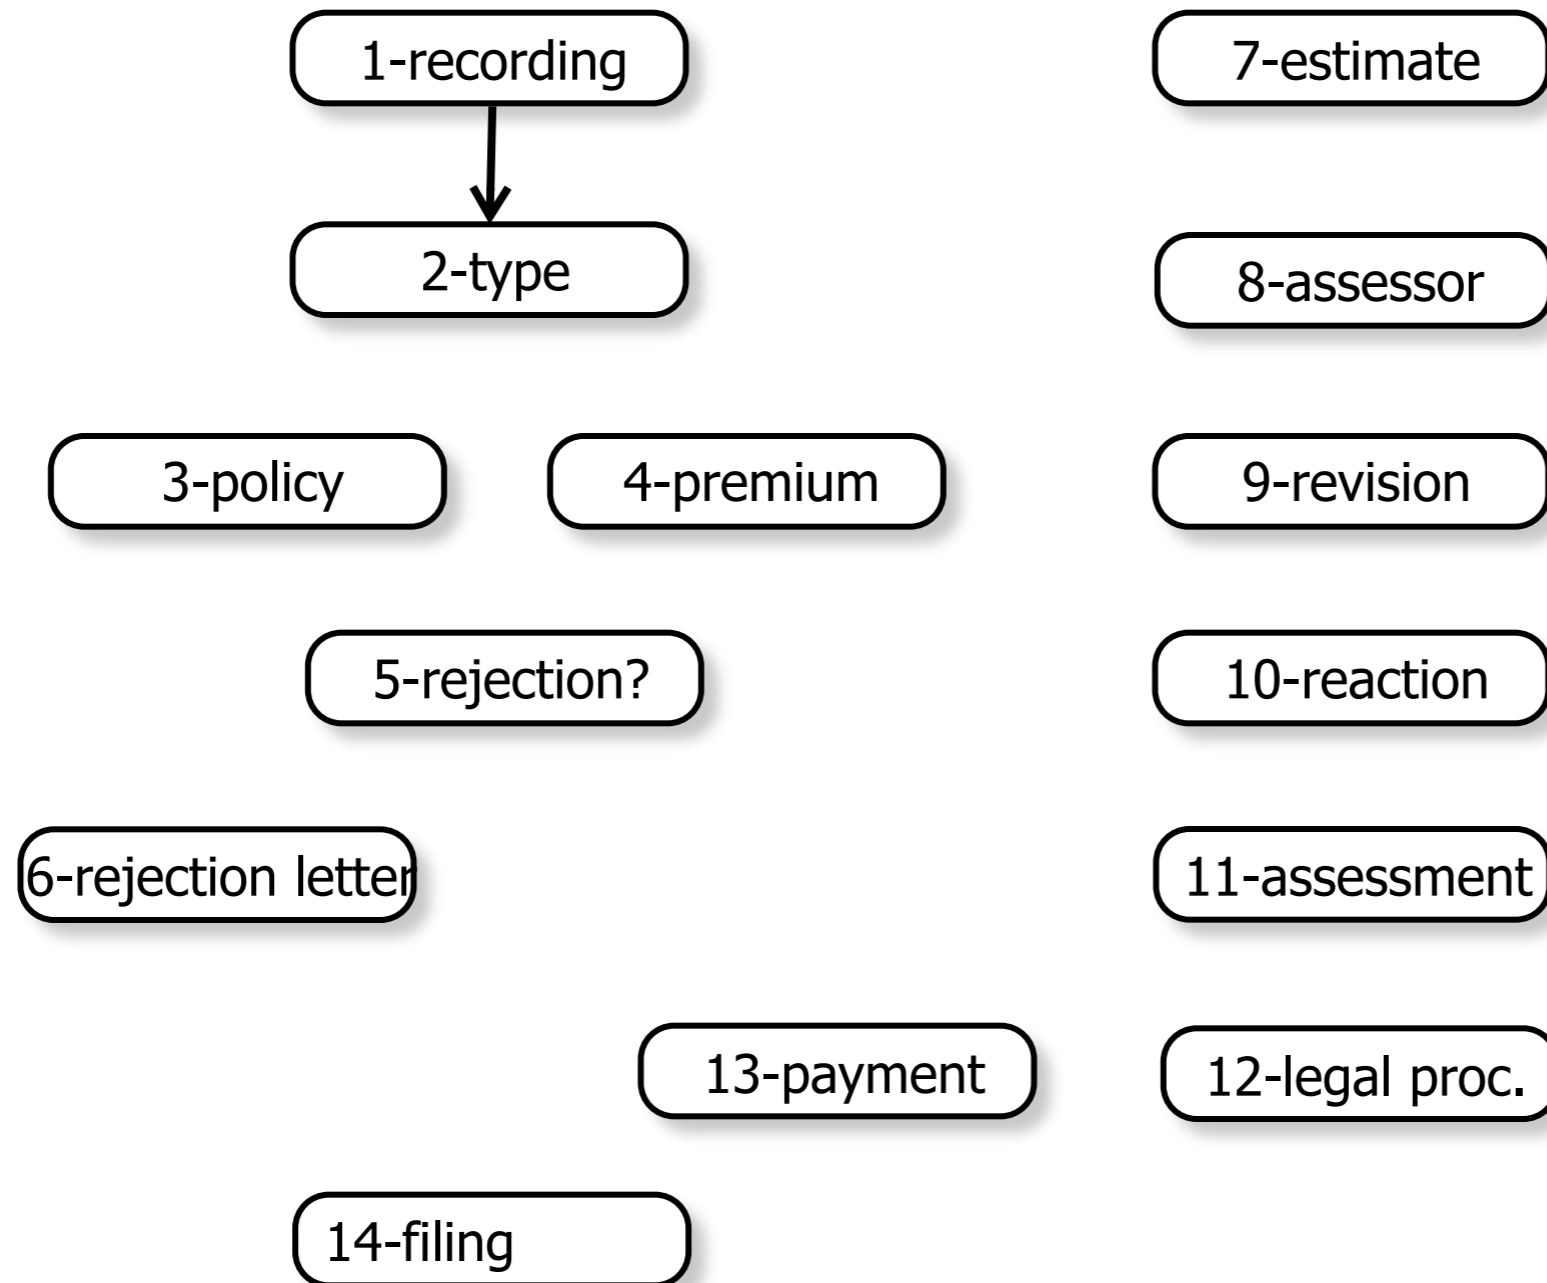 1-recording
2-type
3-policy
4-premium
5-rejection?
6-rejection letter
7-estimate
8-assessor
9-revision
10-reaction
11-assessment
12-legal proc.
13-payment
14-filing